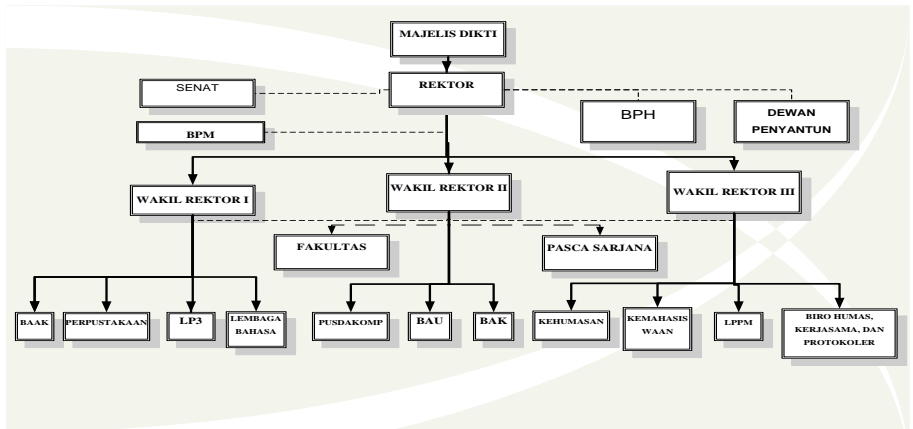 MAJELIS DIKTI
REKTOR
SENAT
BPH
DEWAN
PENYANTUN
BPM
WAKIL REKTOR I
WAKIL REKTOR II
WAKIL REKTOR III
FAKULTAS
PASCA SARJANA
BAAK
PERPUSTAKAAN
LP3
LEMBAGA
BAHASA
PUSDAKOMP
BAU
BAK
KEHUMASAN
KEMAHASIS
WAAN
LPPM
BIRO HUMAS,
KERJASAMA, DAN
PROTOKOLER